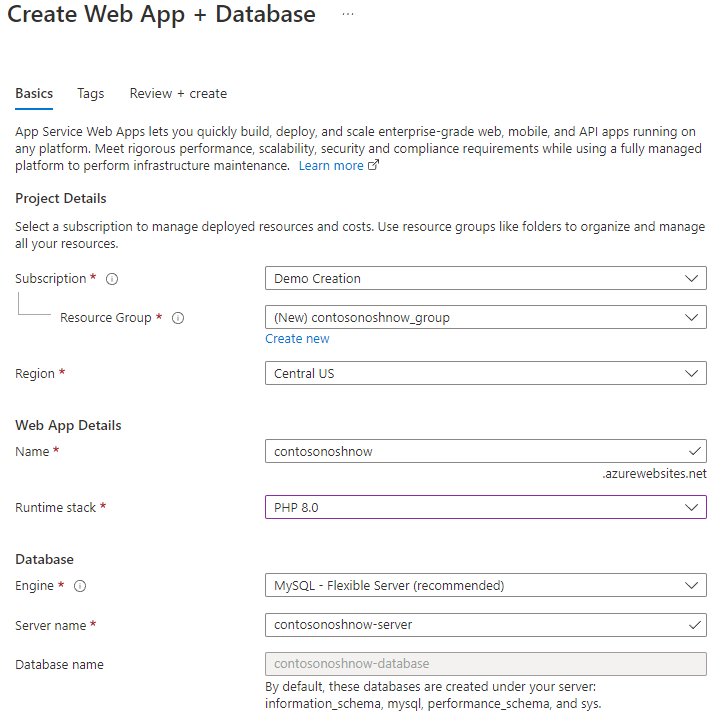 Create Web App + Database ...
Basics Tags Review + create
App Service Web Apps lets you quickly build, deploy, and scale enterprise-grade web, mobile, and API apps running on
any platform. Meet rigorous performance, scalability, security and compliance requirements while using a fully managed
platform to perform infrastructure maintenance. Learn more
Project Details
Select a subscription to manage deployed resources and costs. Use resource groups like folders to organize and manage
all your resources.
Subscription * Demo Creation
Resource Group * (New) contosonoshnow_group
Create new
Region * Central US
Web App Details
Name * contosonoshnow
.azurewebsites.net
Runtime stack * PHP 8.0
Database
Engine * MySQL - Flexible Server (recommended)
Server name * contosonoshnow-server
Database name contosonoshnow-database
By default, these databases are created under your server:
information_schema, mysql, performance_schema, and sys.